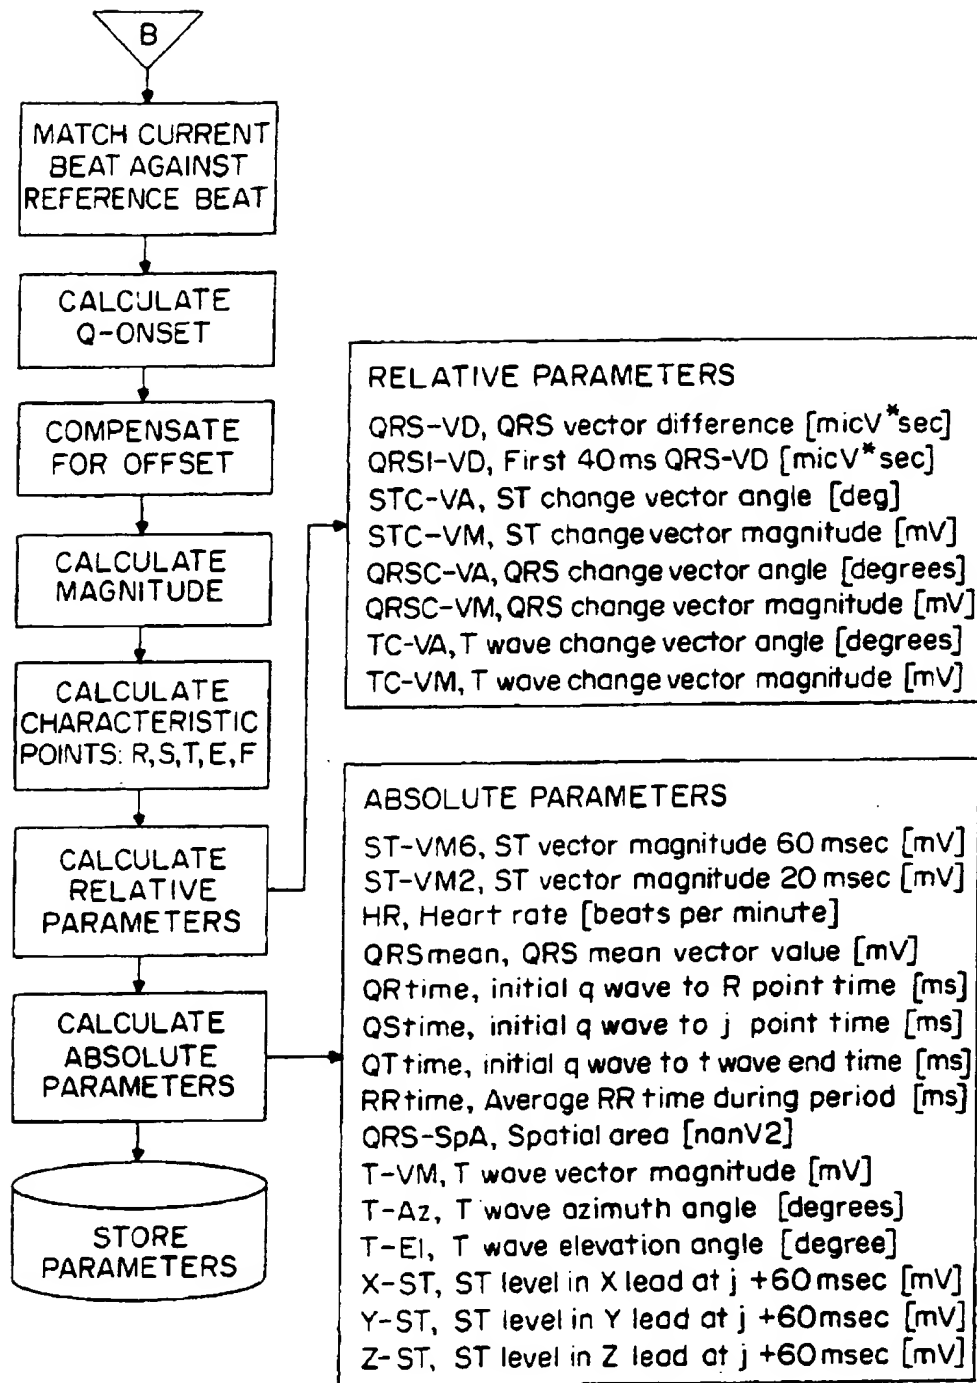 B
MATCH CURRENT
BEAT AGAINST
REFERENCE BEAT
CALCULATE
Q-ONSET
COMPENSATE
FOR OFFSET
CALCULATE
MAGNITUDE
CALCULATE
CHARACTERISTIC
POINTS: R,S,T,E,F
CALCULATE
RELATIVE
PARAMETERS
CALCULATE
ABSOLUTE
PARAMETERS
STORE
PARAMETERS
RELATIVE PARAMETERS
QRS-VD, QRS vector difference [micV*sec]
QRSI-VD, First 40ms QRS-VD [micV*sec]
STC-VA, ST change vector angle [deg]
STC-VM, ST change vector magnitude [mV]
QRSC-VA, QRS change vector angle [degrees]
QRSC-VM, QRS change vector magnitude [mV]
TC-VA, T wave change vector angle [degrees]
TC-VM, T wave change vector magnitude [mV]
ABSOLUTE PARAMETERS
ST-VM6, ST vector magnitude 60 msec [mV]
ST-VM2, ST vector magnitude 20 msec [mV]
HR, Heart rate [beats per minute]
QRSmean, QRS mean vector value [mV]
QRtime, initial q wave to R point time [ms]
QStime, initial q wave to j point time [ms]
QTtime, initial q wave to t wave end time [ms]
RRtime, Average RR time during period [ms]
QRS-SpA, Spatial area [nanV2]
T-VM, T wave vector magnitude [mV]
T-Az, T wave azimuth angle [degrees]
T-El, T wave elevation angle [degree]
X-ST, ST level in X lead at j +60msec [mV]
Y-ST, ST level in Y lead at j +60msec [mV]
Z-ST, ST level in Z lead at j +60msec [mV]